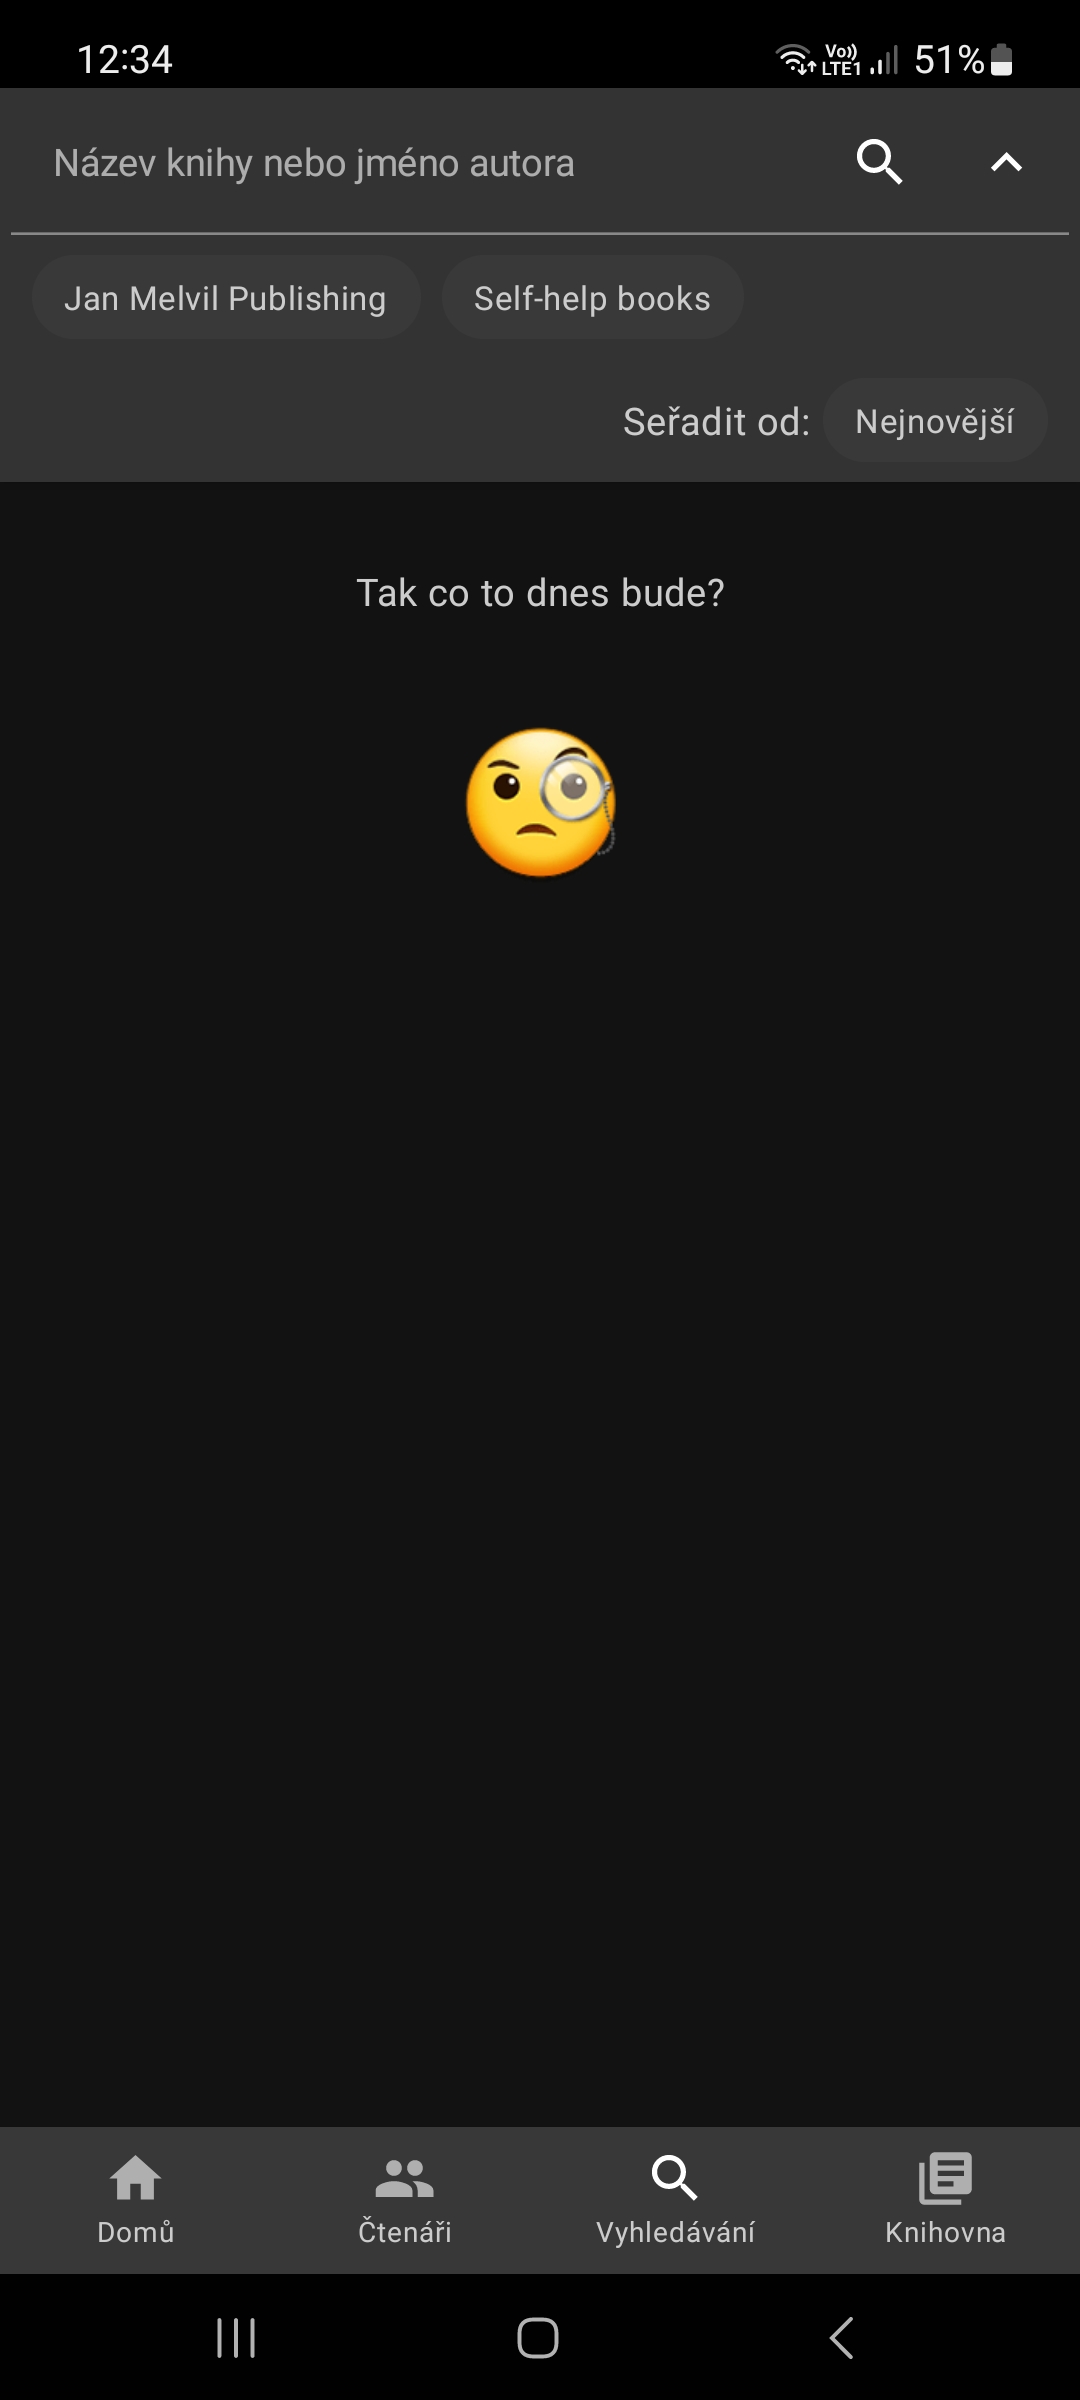 12:34
Vo)) LTE1 51%
Název knihy nebo jméno autora
Jan Melvil Publishing
Self-help books
Seřadit od: Nejnovější
Tak co to dnes bude?
Domů
Čtenáři
Vyhledávání
Knihovna